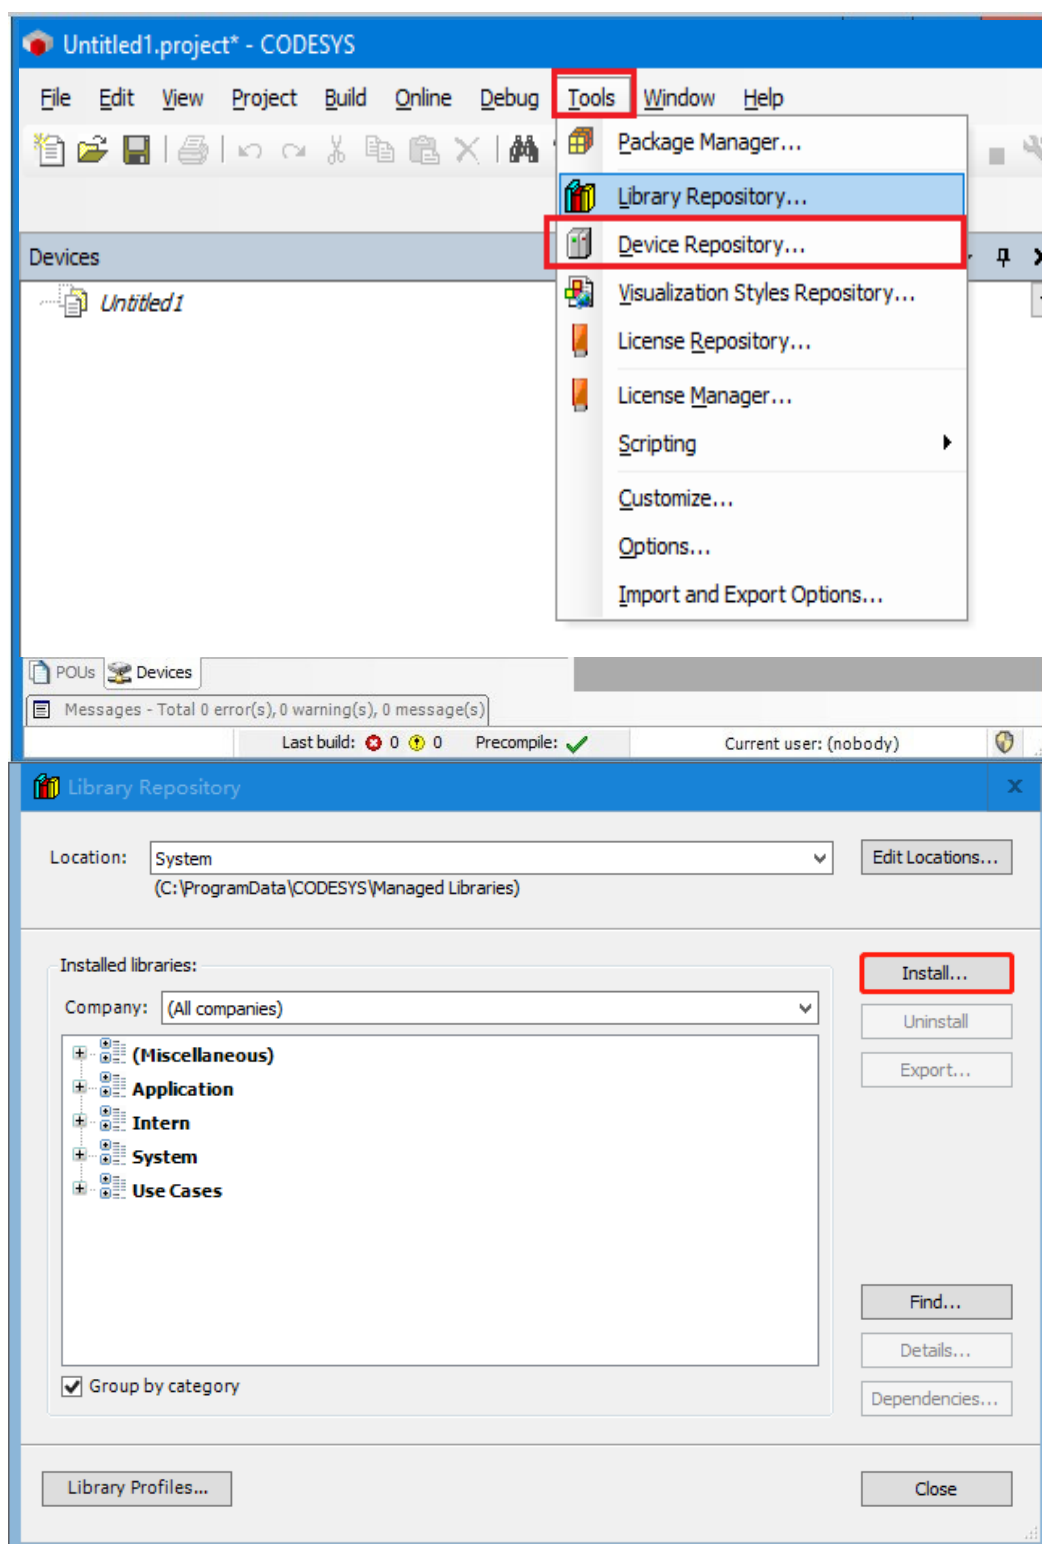 Untitled1.project* - CODESYS
File Edit View Project Build Online Debug Tools Window Help
Package Manager...
Library Repository...
Device Repository...
Devices
Untitled1
Visualization Styles Repository...
License Repository...
License Manager...
Scripting
Customize...
Options...
Import and Export Options...
POUs Devices
Messages - Total 0 error(s), 0 warning(s), 0 message(s)
Last build: 0 0 Precompile: Current user: (nobody)
Library Repository
Location: System Edit Locations...
(C:\ProgramData\CODESYS\Managed Libraries)
Installed libraries:
Install...
Company: (All companies)
Uninstall
(Miscellaneous)
Export...
Application
Intern
System
Use Cases
Find...
Details...
Group by category
Dependencies...
Library Profiles... Close